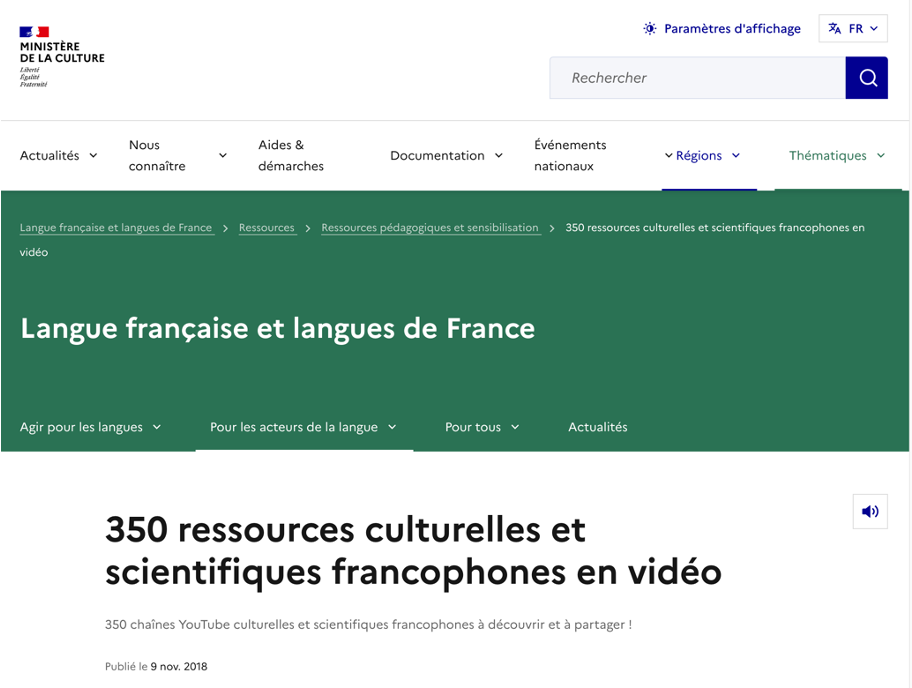 MINISTÈRE
DE LA CULTURE
Liberté
Égalité
Fraternité
Paramètres d'affichage
FR
Rechercher
Actualités
Nous
connaître
Aides &
démarches
Documentation
Événements
nationaux
Régions
Thématiques
Langue française et langues de France > Ressources > Ressources pédagogiques et sensibilisation > 350 ressources culturelles et scientifiques francophones en
vidéo
Langue française et langues de France
Agir pour les langues
Pour les acteurs de la langue
Pour tous
Actualités
350 ressources culturelles et
scientifiques francophones en vidéo
350 chaînes YouTube culturelles et scientifiques francophones à découvrir et à partager !
Publié le 9 nov. 2018